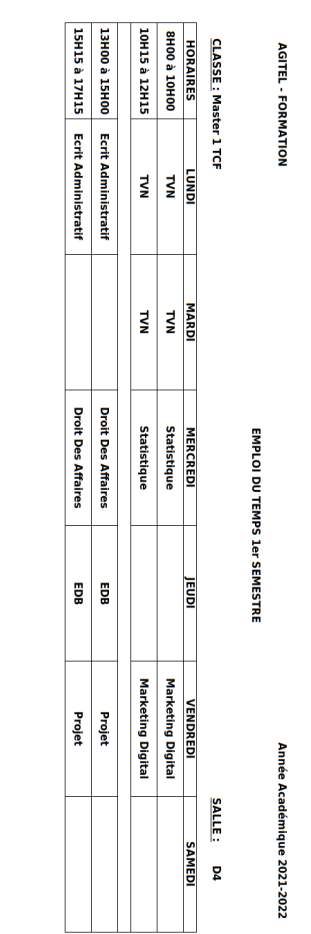 AGITEL - FORMATION Année Académique 2021-2022
EMPLOI DU TEMPS 1er SEMESTRE
CLASSE : Master 1 TCF SALLE : D4
HORAIRES LUNDI MARDI MERCREDI JEUDI VENDREDI SAMEDI
8H00 à 10H00 TVN TVN Statistique Marketing Digital
10H15 à 12H15 TVN TVN Statistique Marketing Digital
13H00 à 15H00 Ecrit Administratif Droit Des Affaires EDB Projet
15H15 à 17H15 Ecrit Administratif Droit Des Affaires EDB Projet